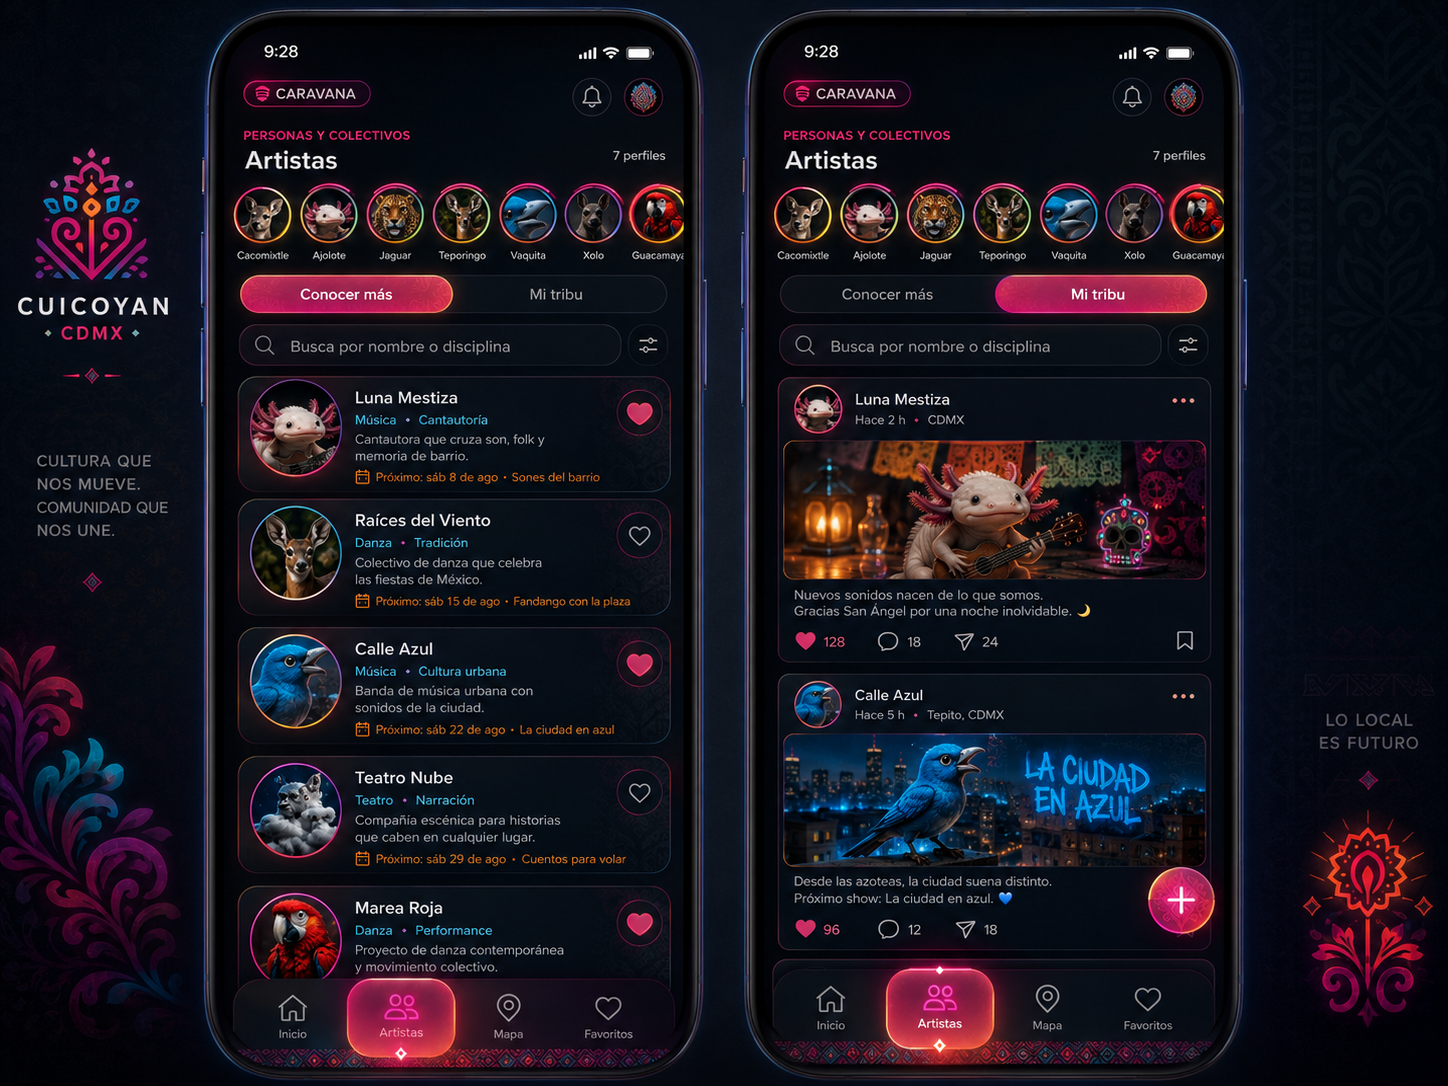 CUICOYAN
CDMX
CULTURA QUE
NOS MUEVE.
COMUNIDAD QUE
NOS UNE.
9:28
CARAVANA
PERSONAS Y COLECTIVOS
Artistas
7 perfiles
Cacomixtle
Ajolote
Jaguar
Teporingo
Vaquita
Xolo
Guacamaya
Conocer más
Mi tribu
Busca por nombre o disciplina
Luna Mestiza
Música • Cantautoría
Cantautora que cruza son, folk y
memoria de barrio.
Próximo: sáb 8 de ago • Sones del barrio
Raíces del Viento
Danza • Tradición
Colectivo de danza que celebra
las fiestas de México.
Próximo: sáb 15 de ago • Fandango con la plaza
Calle Azul
Música • Cultura urbana
Banda de música urbana con
sonidos de la ciudad.
Próximo: sáb 22 de ago • La ciudad en azul
Teatro Nube
Teatro • Narración
Compañía escénica para historias
que caben en cualquier lugar.
Próximo: sáb 29 de ago • Cuentos para volar
Marea Roja
Danza • Performance
Proyecto de danza contemporánea
y movimiento colectivo.
Inicio
Artistas
Mapa
Favoritos
9:28
CARAVANA
PERSONAS Y COLECTIVOS
Artistas
7 perfiles
Cacomixtle
Ajolote
Jaguar
Teporingo
Vaquita
Xolo
Guacamaya
Conocer más
Mi tribu
Busca por nombre o disciplina
Luna Mestiza
Hace 2 h • CDMX
Nuevos sonidos nacen de lo que somos.
Gracias San Ángel por una noche inolvidable. 🌙
128
18
24
Calle Azul
Hace 5 h • Tepito, CDMX
LA CIUDAD
EN AZUL
Desde las azoteas, la ciudad suena distinto.
Próximo show: La ciudad en azul. 💙
96
12
18
Inicio
Artistas
Mapa
Favoritos
LO LOCAL
ES FUTURO